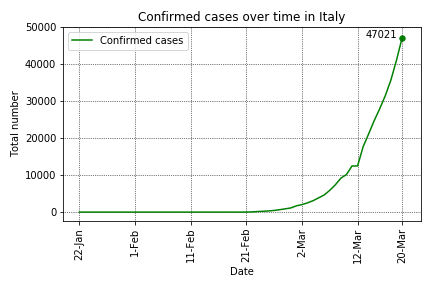 Confirmed cases over time in Italy
50000
40000
30000
20000
10000
0
Total number
Confirmed cases
47021
22-Jan
1-Feb
11-Feb
21-Feb
2-Mar
12-Mar
20-Mar
Date